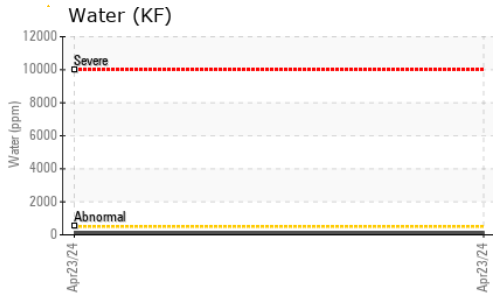 Water (KF)
12000
Severe
10000
8000
6000
Water (ppm)
4000
2000
Abnormal
0
Apr23/24
Apr23/24